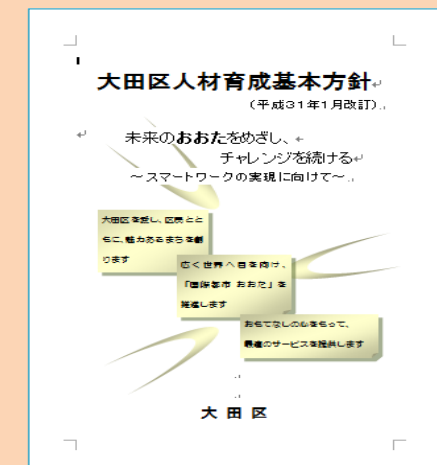 大田区人材育成基本方針
（平成31年1月改訂）
未来のおおたをめざし、
チャレンジを続ける
～スマートワークの実現に向けて～
大田区を愛し、区民とと
もに、魅力あるまちを創
ります
広く世界へ目を向け、
「国際都市 おおた」を
推進します
おもてなしの心をもって、
最適のサービスを提供します
大田区